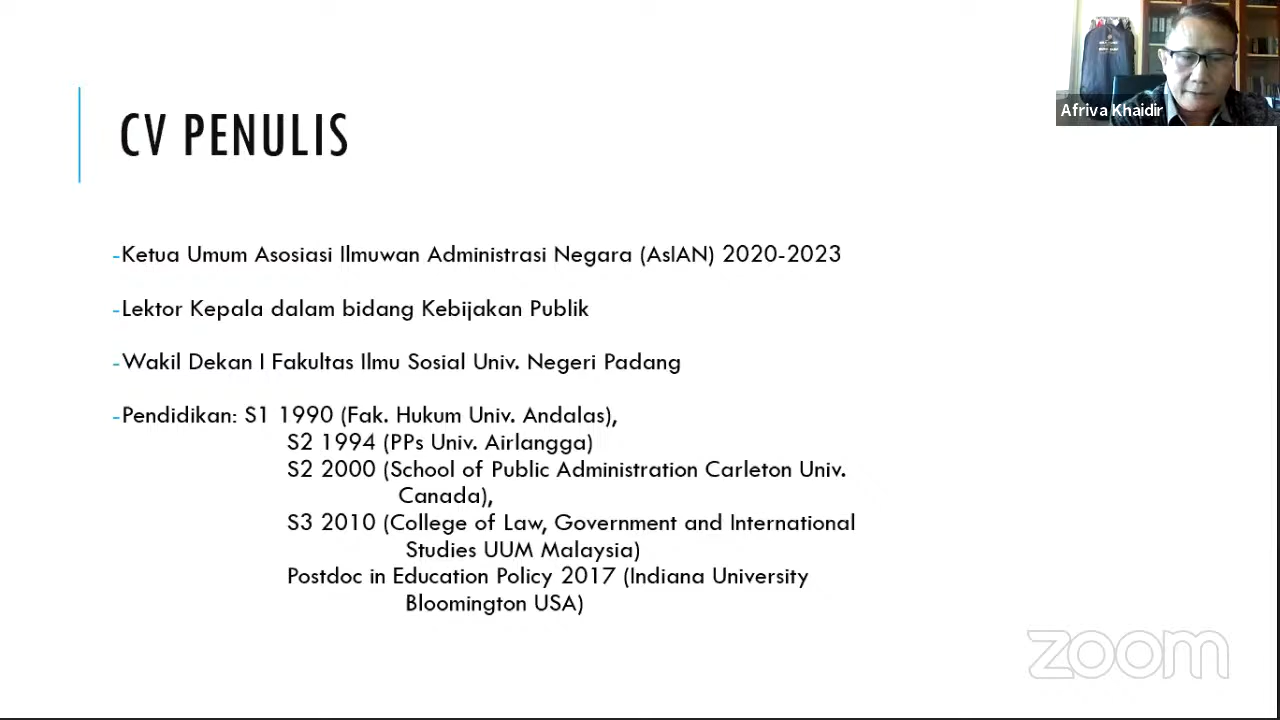 CV PENULIS
Afriva Khaidir
-Ketua Umum Asosiasi Ilmuwan Administrasi Negara (AsIAN) 2020-2023
-Lektor Kepala dalam bidang Kebijakan Publik
-Wakil Dekan I Fakultas Ilmu Sosial Univ. Negeri Padang
-Pendidikan: S1 1990 (Fak. Hukum Univ. Andalas),
S2 1994 (PPs Univ. Airlangga)
S2 2000 (School of Public Administration Carleton Univ.
Canada),
S3 2010 (College of Law, Government and International
Studies UUM Malaysia)
Postdoc in Education Policy 2017 (Indiana University
Bloomington USA)
zoom